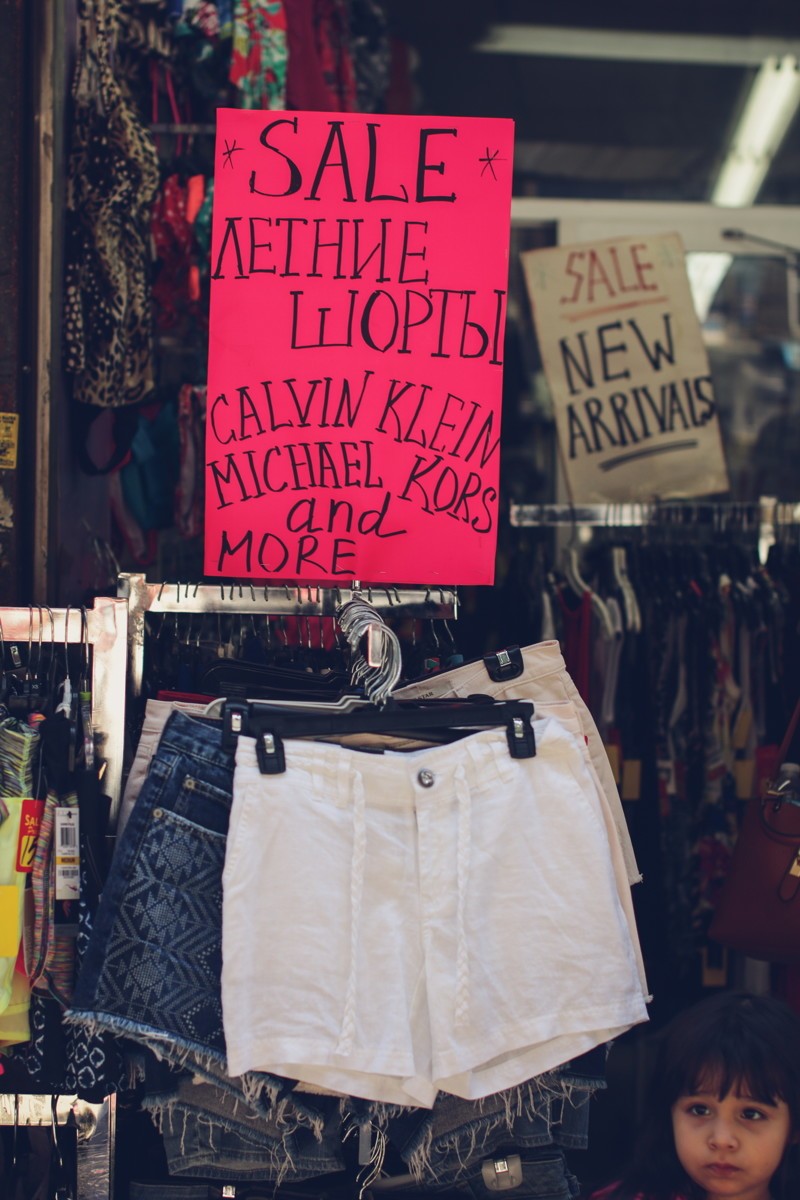 * SALE *
ЛЕТНИЕ
ШОРТЫ
CALVIN KLEIN
MICHAEL KORS
and
MORE
SALE
NEW
ARRIVALS